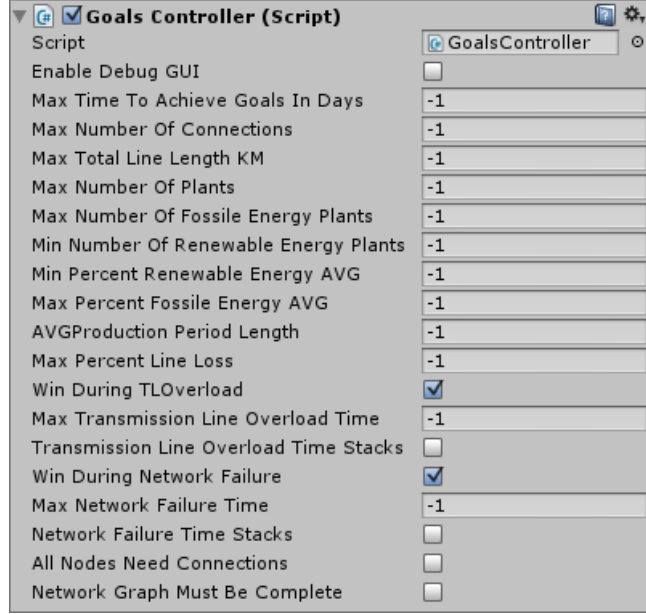 Goals Controller (Script)
Script GoalsController
Enable Debug GUI
Max Time To Achieve Goals In Days -1
Max Number Of Connections -1
Max Total Line Length KM -1
Max Number Of Plants -1
Max Number Of Fossile Energy Plants -1
Min Number Of Renewable Energy Plants -1
Min Percent Renewable Energy AVG -1
Max Percent Fossile Energy AVG -1
AVGProduction Period Length -1
Max Percent Line Loss -1
Win During TLOverload
Max Transmission Line Overload Time -1
Transmission Line Overload Time Stacks
Win During Network Failure
Max Network Failure Time -1
Network Failure Time Stacks
All Nodes Need Connections
Network Graph Must Be Complete